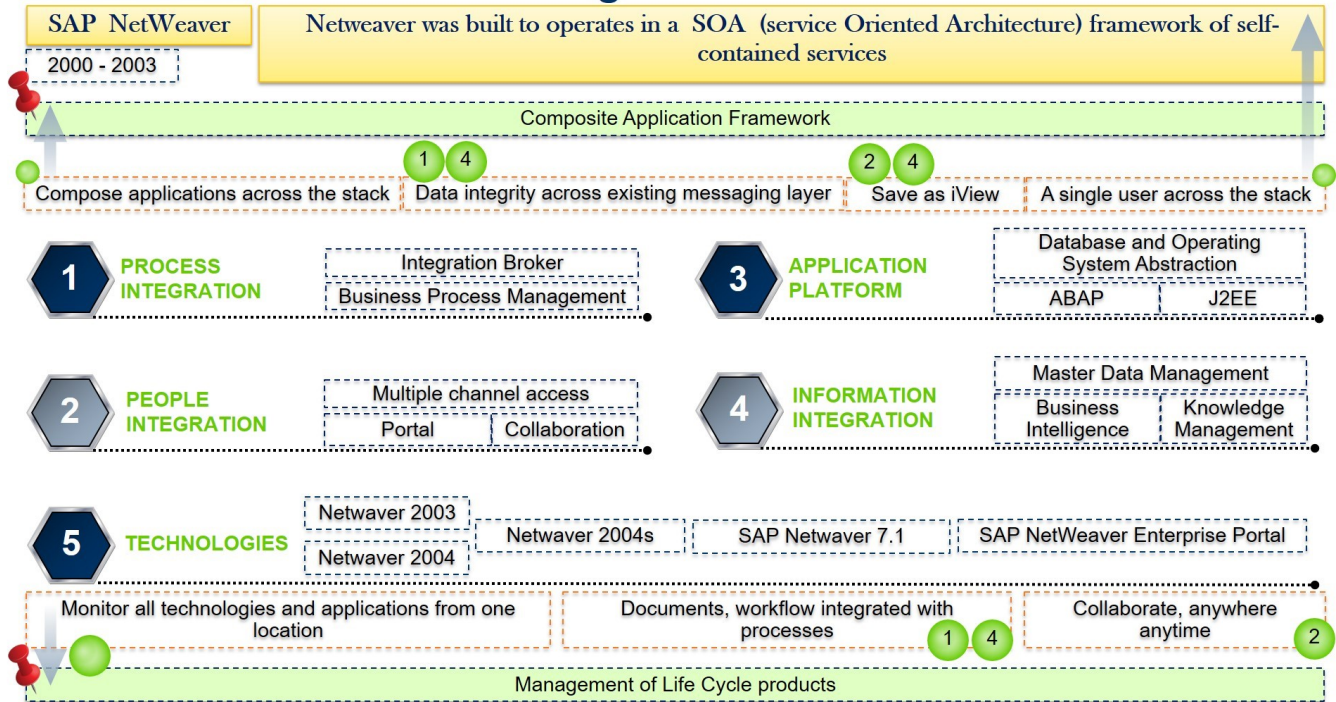 SAP NetWeaver
Netweaver was built to operates in a SOA (service Oriented Architecture) framework of self-
contained services
2000 - 2003
Composite Application Framework
1
4
2
4
Compose applications across the stack
Data integrity across existing messaging layer
Save as iView
A single user across the stack
1
PROCESS
INTEGRATION
Integration Broker
Business Process Management
3
APPLICATION
PLATFORM
Database and Operating
System Abstraction
ABAP
J2EE
2
PEOPLE
INTEGRATION
Multiple channel access
Portal
Collaboration
4
INFORMATION
INTEGRATION
Master Data Management
Business
Intelligence
Knowledge
Management
5
TECHNOLOGIES
Netwaver 2003
Netwaver 2004
Netwaver 2004s
SAP Netwaver 7.1
SAP NetWeaver Enterprise Portal
Monitor all technologies and applications from one
location
Documents, workflow integrated with
processes
1
4
Collaborate, anywhere
anytime
2
Management of Life Cycle products